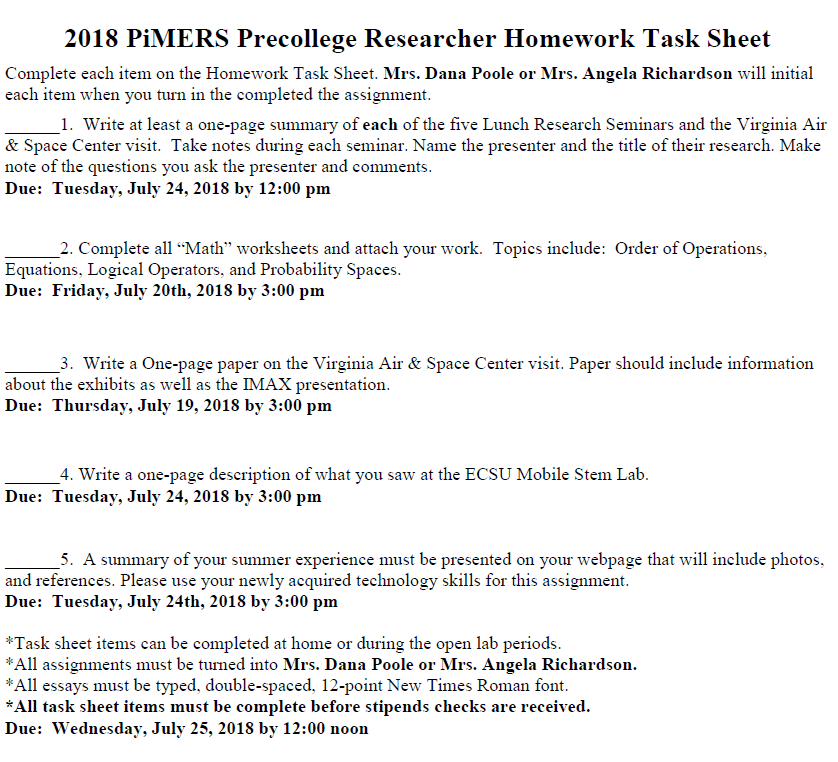 2018 PiMERS Precollege Researcher Homework Task Sheet
Complete each item on the Homework Task Sheet. Mrs. Dana Poole or Mrs. Angela Richardson will initial
each item when you turn in the completed the assignment.
______1.  Write at least a one-page summary of each of the five Lunch Research Seminars and the Virginia Air
& Space Center visit.  Take notes during each seminar. Name the presenter and the title of their research. Make
note of the questions you ask the presenter and comments.
Due:  Tuesday, July 24, 2018 by 12:00 pm
______2. Complete all “Math” worksheets and attach your work.  Topics include:  Order of Operations,
Equations, Logical Operators, and Probability Spaces.
Due:  Friday, July 20th, 2018 by 3:00 pm
______3.  Write a One-page paper on the Virginia Air & Space Center visit. Paper should include information
about the exhibits as well as the IMAX presentation.
Due:  Thursday, July 19, 2018 by 3:00 pm
______4. Write a one-page description of what you saw at the ECSU Mobile Stem Lab.
Due:  Tuesday, July 24, 2018 by 3:00 pm
______5.  A summary of your summer experience must be presented on your webpage that will include photos,
and references. Please use your newly acquired technology skills for this assignment.
Due:  Tuesday, July 24th, 2018 by 3:00 pm
*Task sheet items can be completed at home or during the open lab periods.
*All assignments must be turned into Mrs. Dana Poole or Mrs. Angela Richardson.
*All essays must be typed, double-spaced, 12-point New Times Roman font.
*All task sheet items must be complete before stipends checks are received.
Due:  Wednesday, July 25, 2018 by 12:00 noon